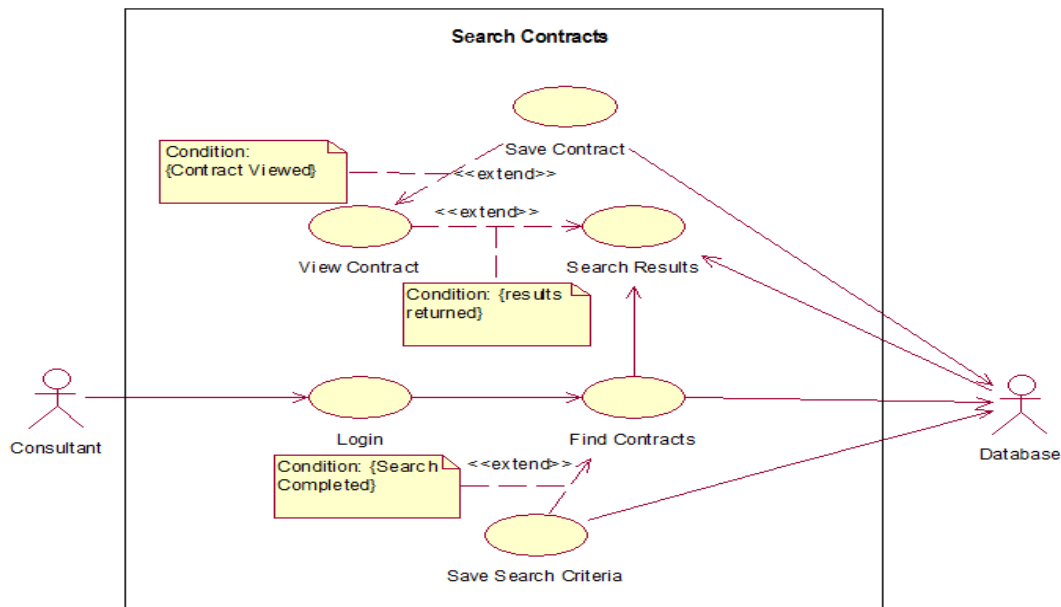 Search Contracts
Save Contract
Condition:
{Contract Viewed}
<<extend>>
<<extend>>
View Contract
Search Results
Condition: {results
returned}
Consultant
Login
Find Contracts
Database
Condition: {Search
Completed}
<<extend>>
Save Search Criteria